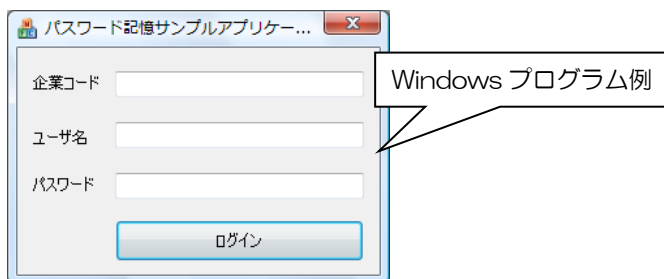 パスワード記憶サンプルアプリケー...
企業コード
Windows プログラム例
ユーザ名
パスワード
ログイン